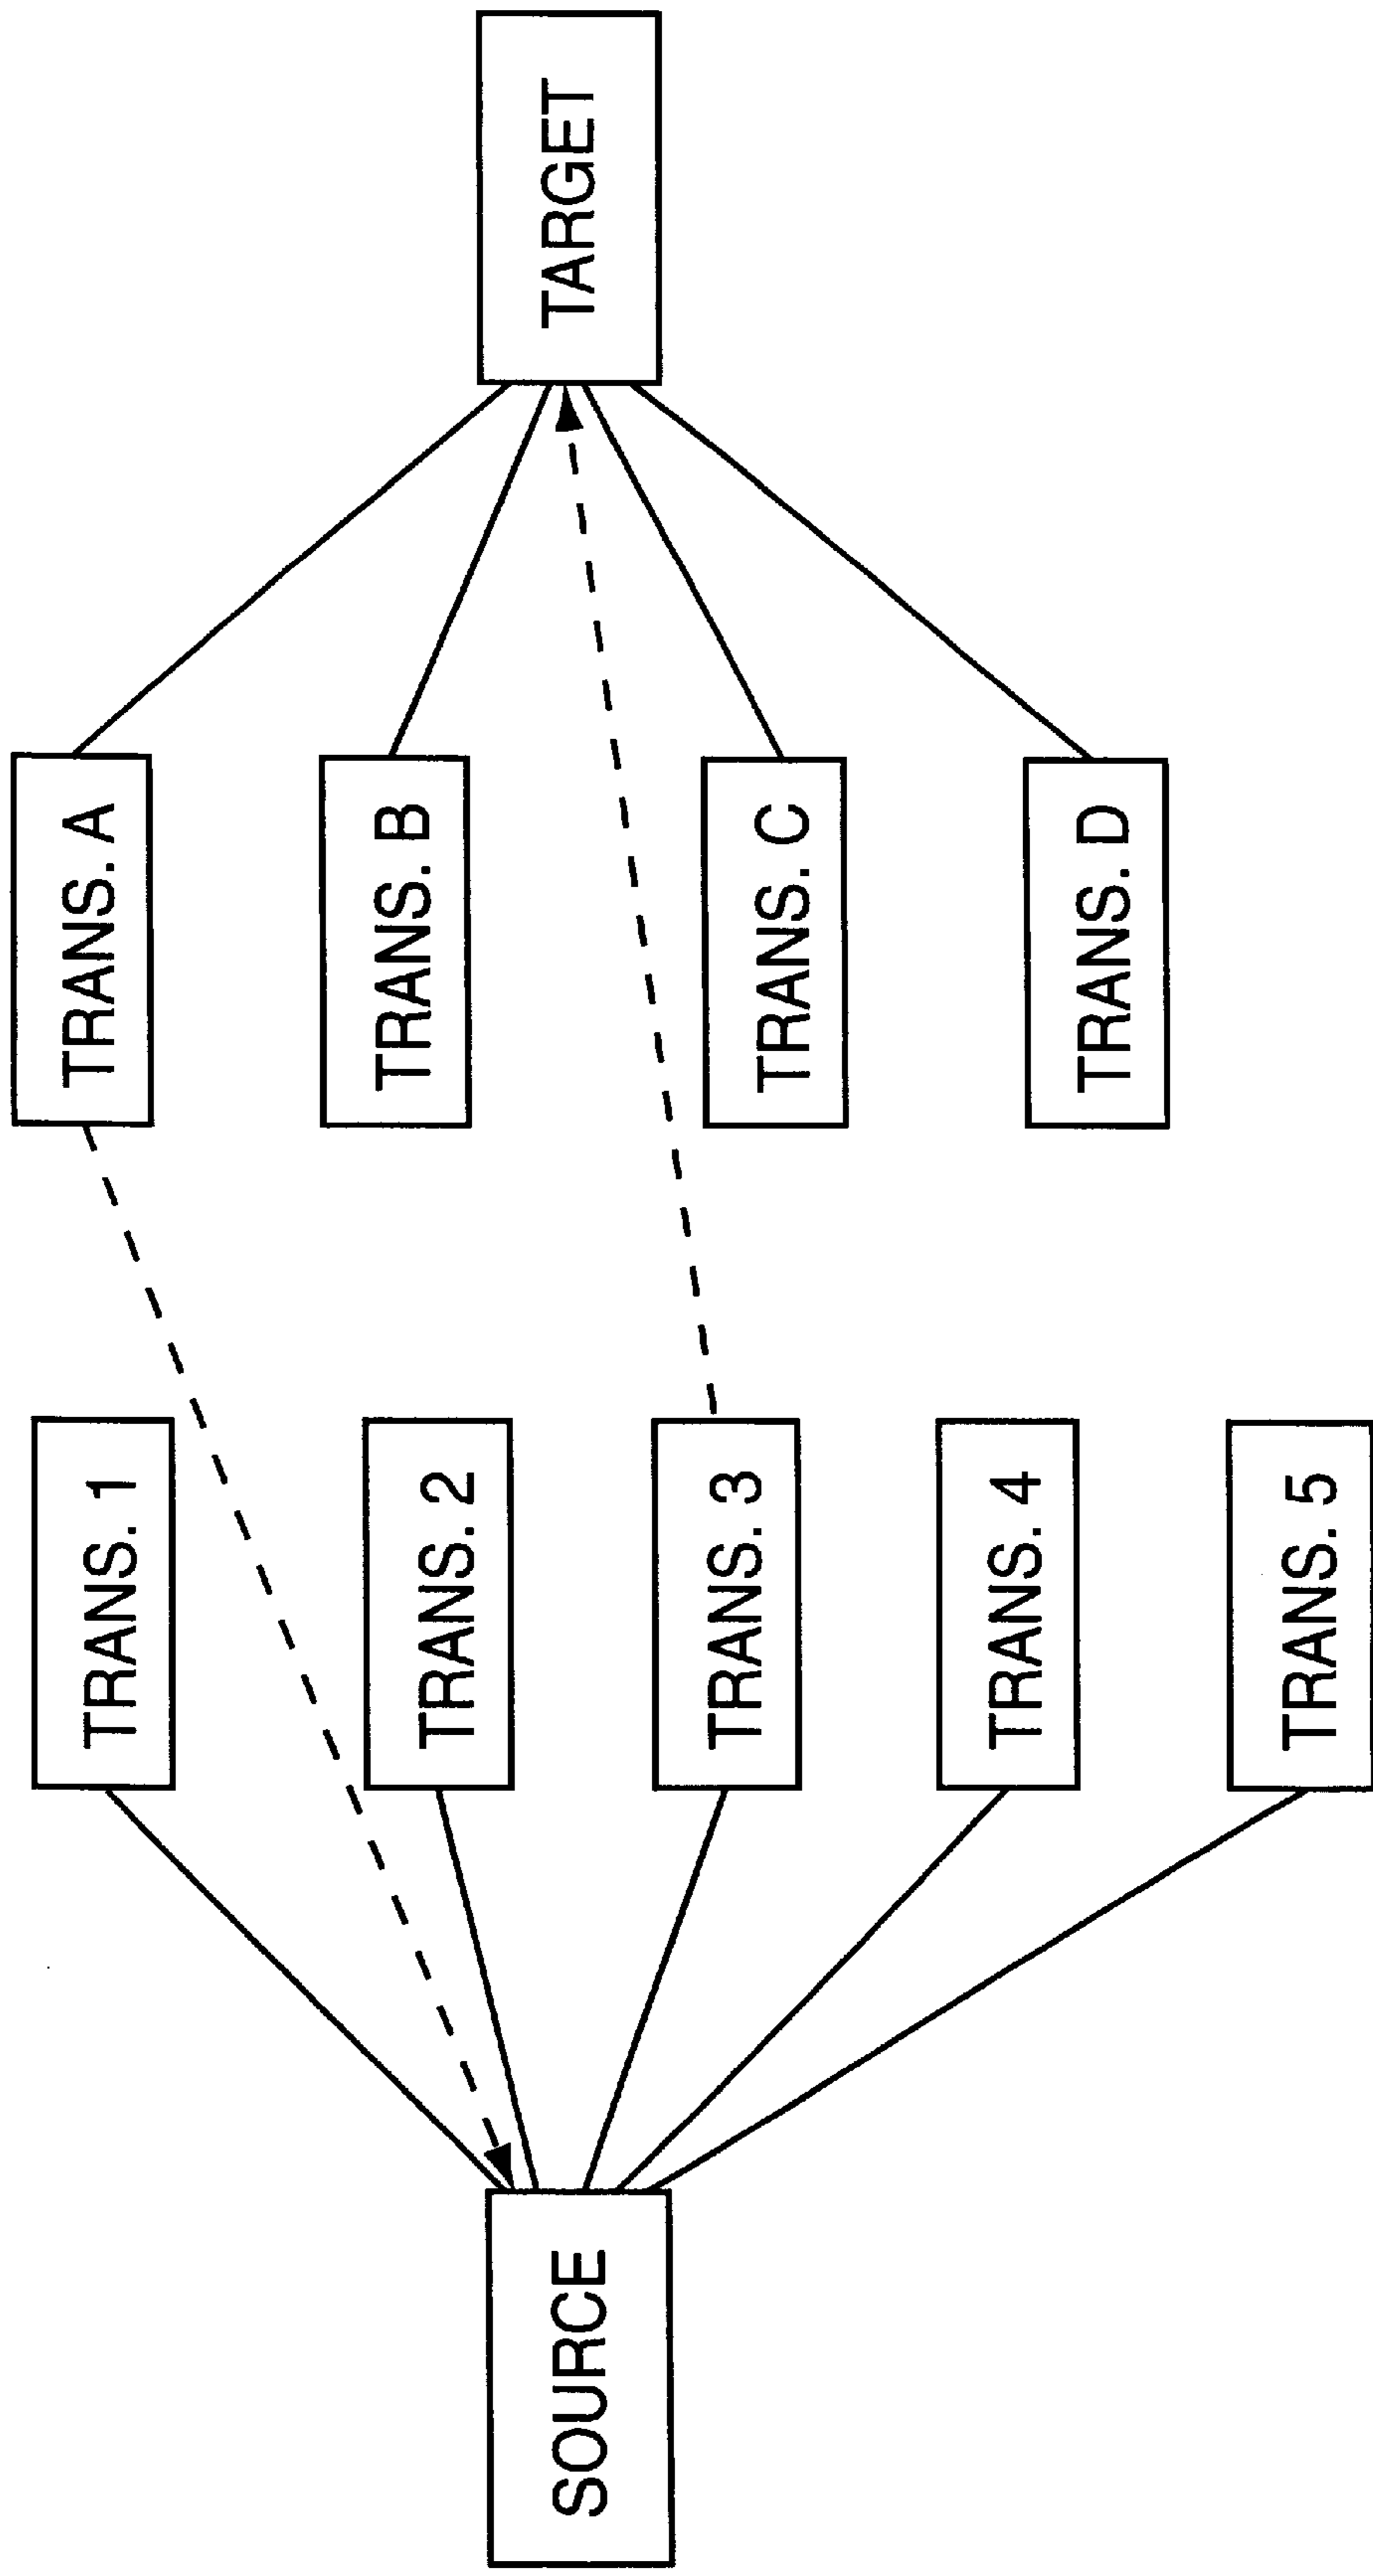 SOURCE
TRANS. 1
TRANS. 2
TRANS. 3
TRANS. 4
TRANS. 5
TRANS. A
TRANS. B
TRANS. C
TRANS. D
TARGET